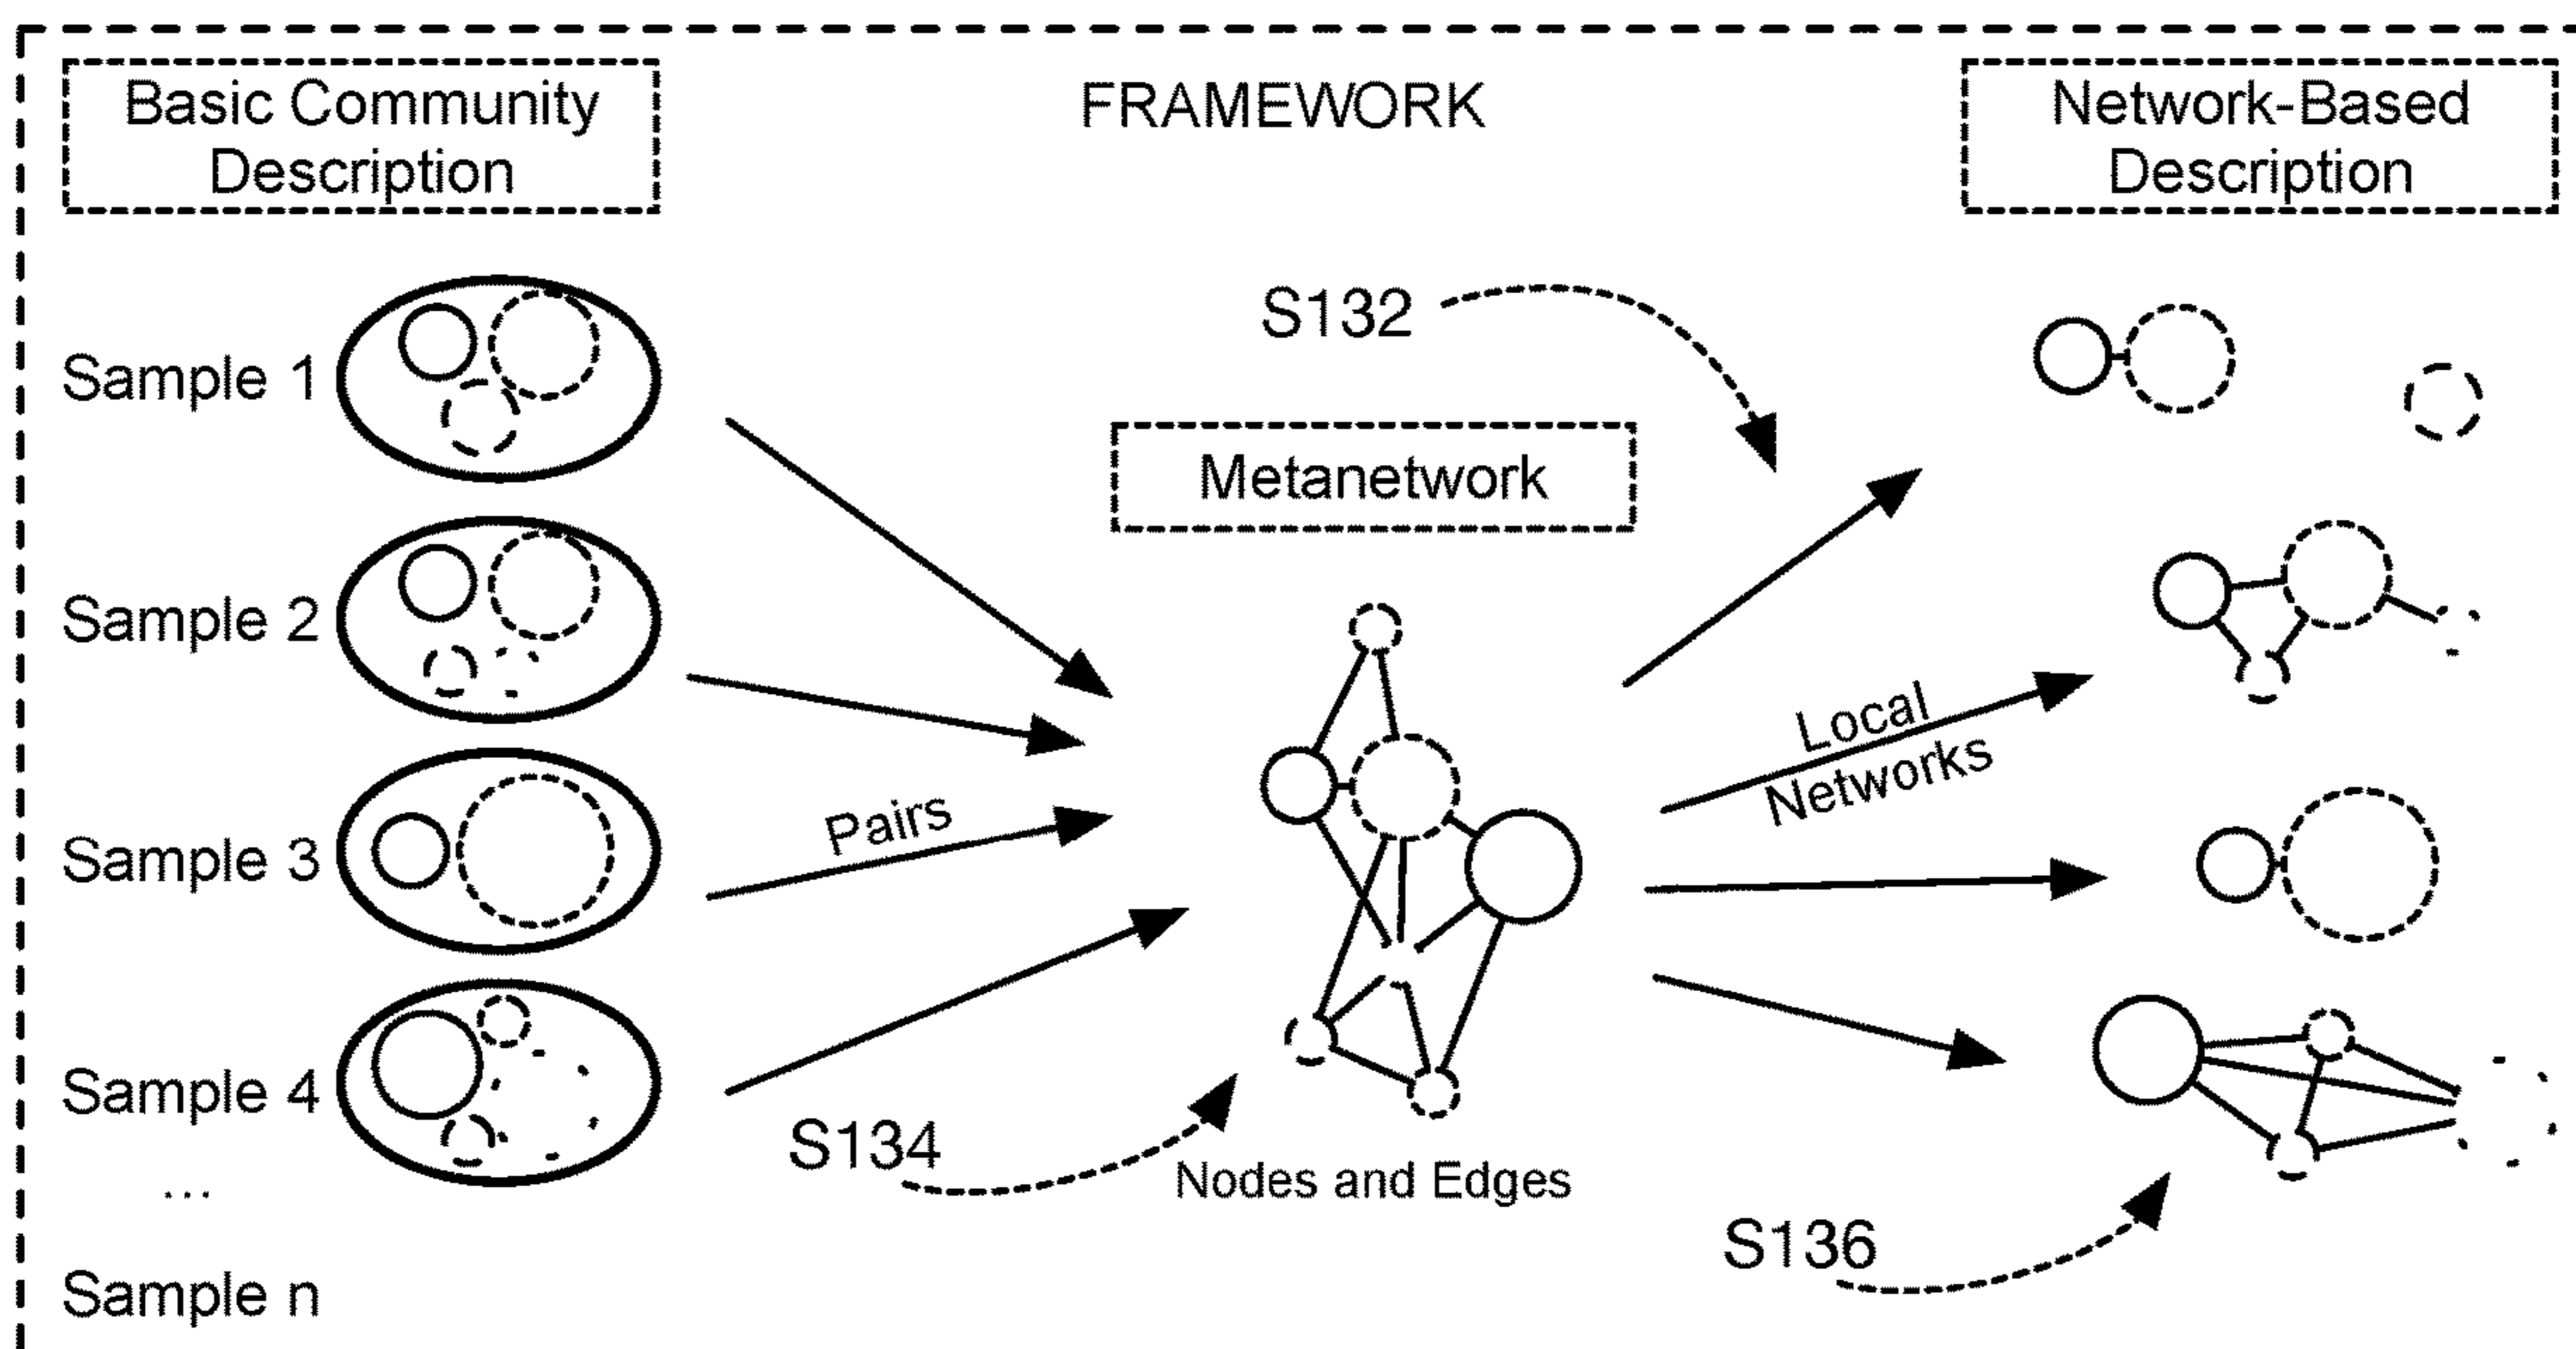 Basic Community
Description
FRAMEWORK
Network-Based
Description
Sample 1
S132
Metanetwork
Sample 2
Local
Networks
Pairs
Sample 3
Sample 4
S134
Nodes and Edges
...
S136
Sample n